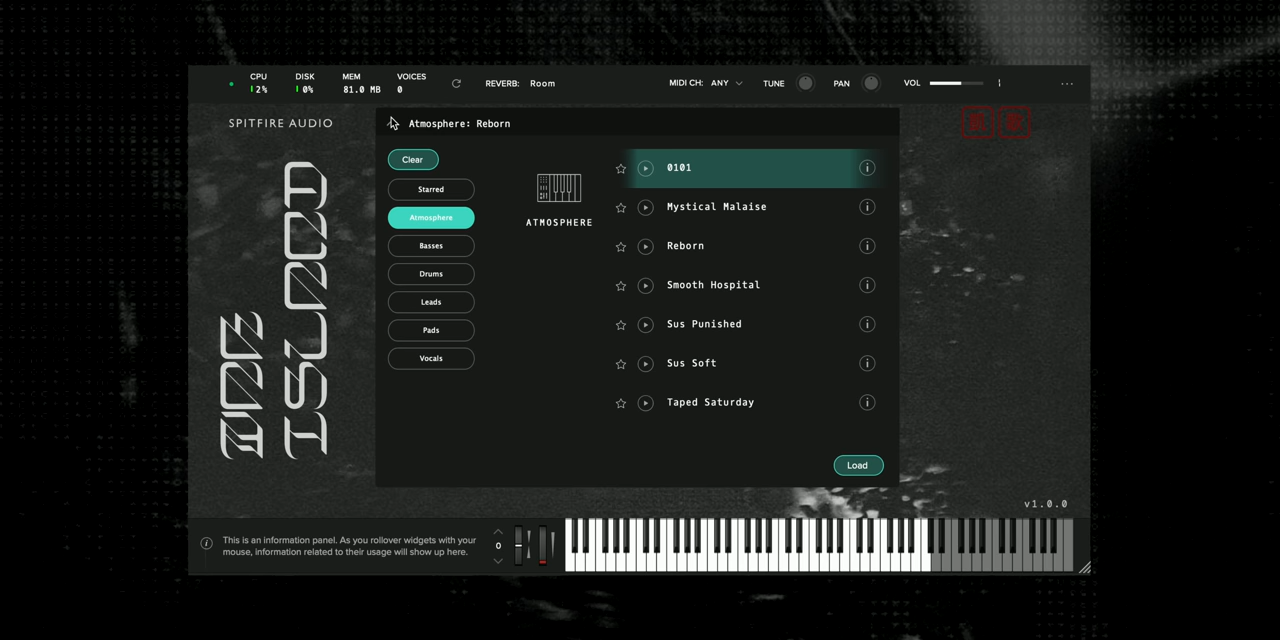 CPU
2%
DISK
0%
MEM
81.0 MB
VOICES
0
REVERB: Room
MIDI CH: ANY
TUNE
PAN
VOL
SPITFIRE AUDIO
Atmosphere: Reborn
Clear
Starred
Atmosphere
Basses
Drums
Leads
Pads
Vocals
ATMOSPHERE
0101
Mystical Malaise
Reborn
Smooth Hospital
Sus Punished
Sus Soft
Taped Saturday
Load
ISLAND
v1.0.0
This is an information panel. As you rollover widgets with your
mouse, information related to their usage will show up here.
0